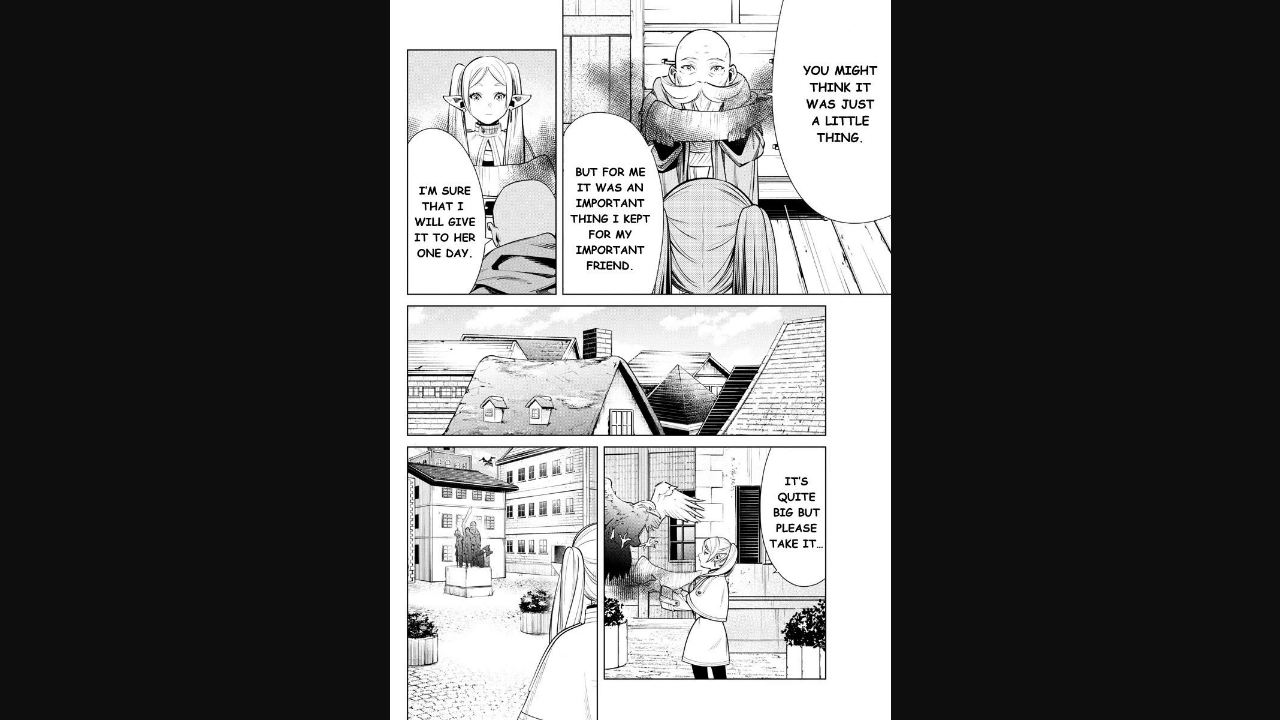 YOU MIGHT
THINK IT
WAS JUST
A LITTLE
THING.
BUT FOR ME
IT WAS AN
IMPORTANT
THING I KEPT
FOR MY
IMPORTANT
FRIEND.
I'M SURE
THAT I
WILL GIVE
IT TO HER
ONE DAY.
IT'S
QUITE
BIG BUT
PLEASE
TAKE IT...